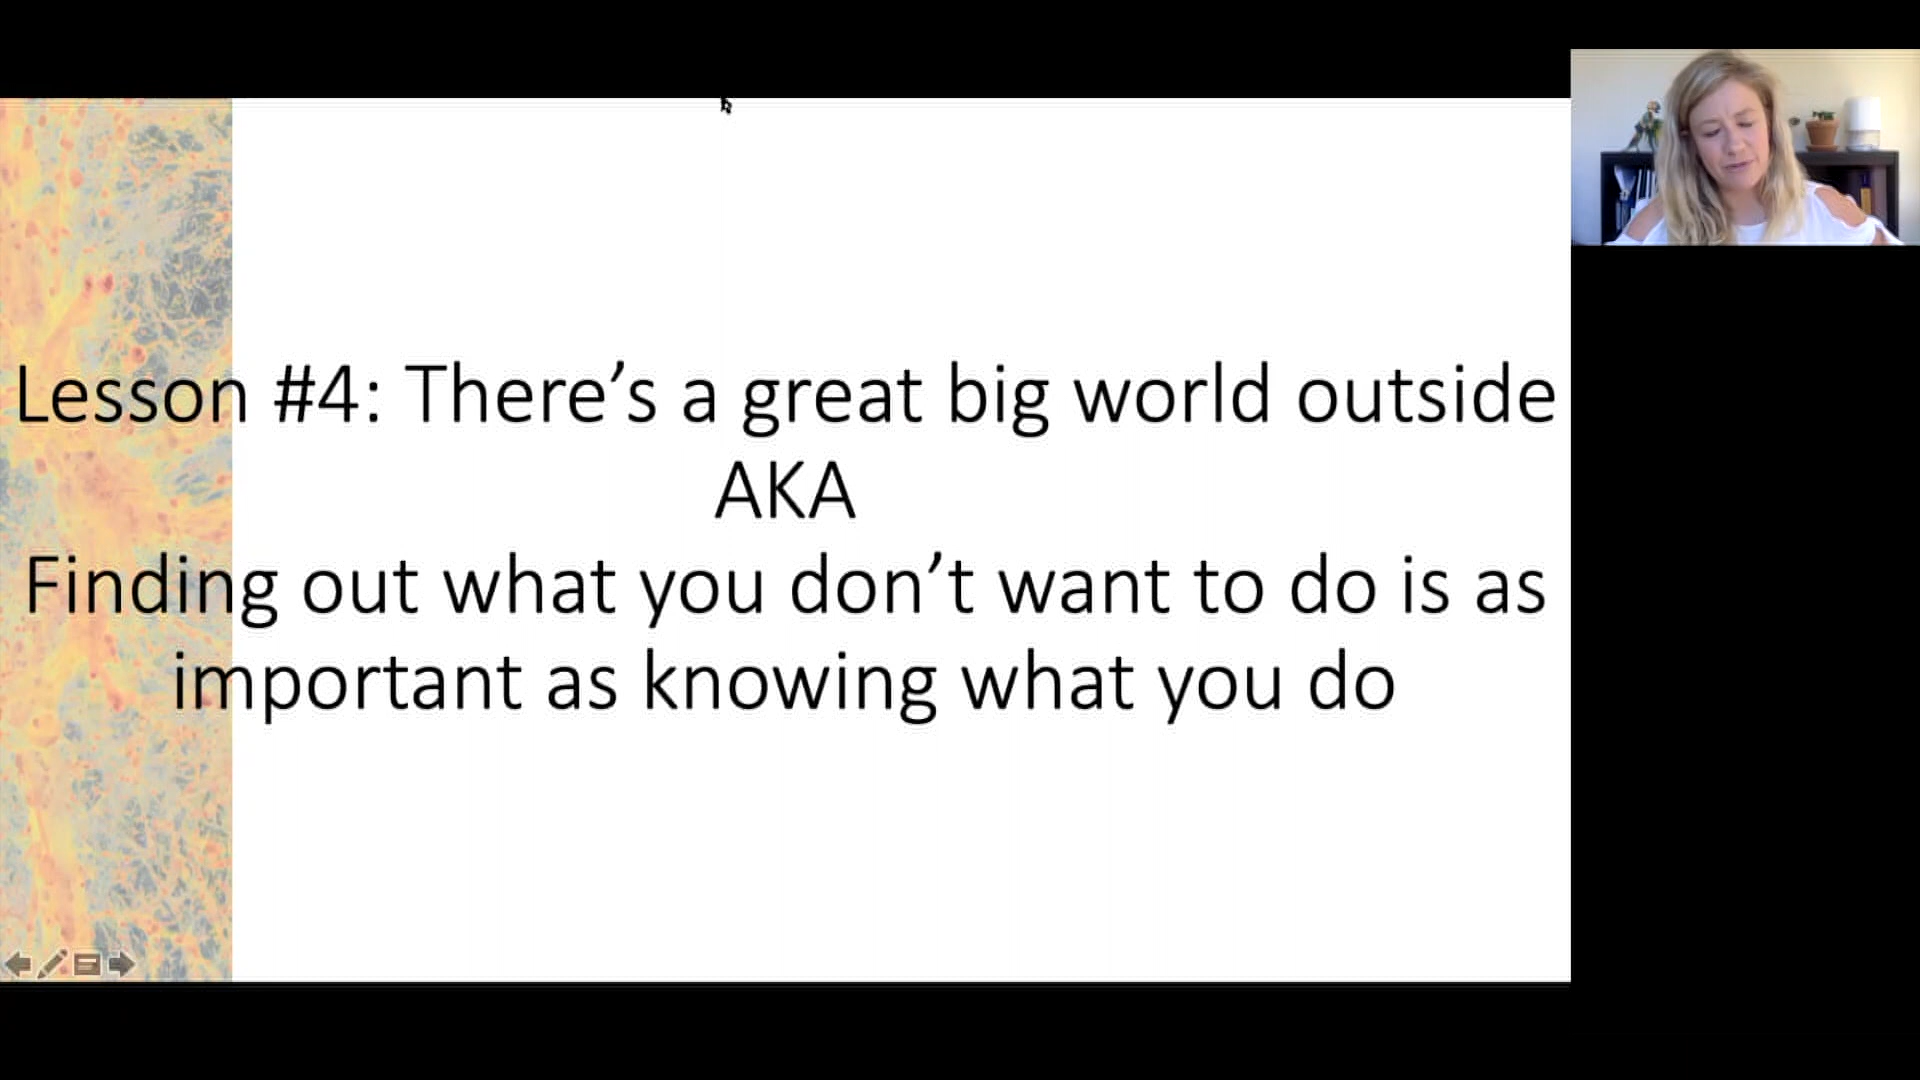 Lesson #4: There’s a great big world outside
AKA
Finding out what you don’t want to do is as
important as knowing what you do